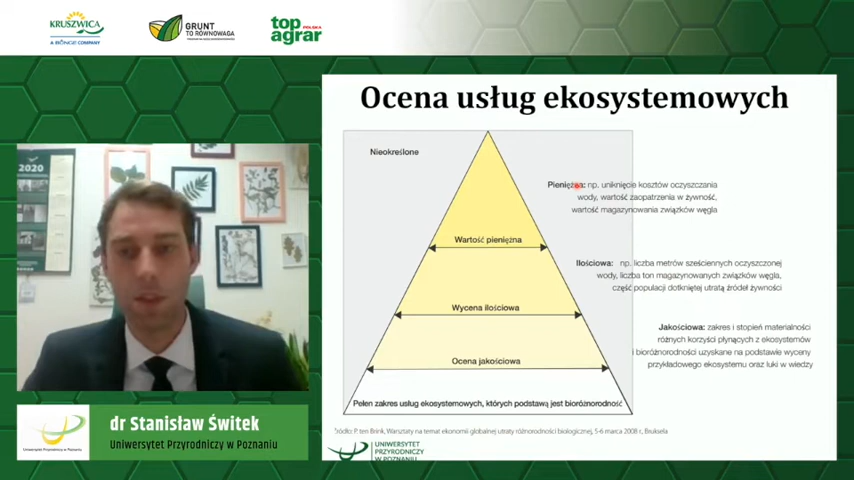 KRUSZWICA
A BUNGE COMPANY
GRUNT
TO RÓWNOWAGA
top
POLSKA
agrar
Ocena usług ekosystemowych
Nieokreślone
Pieniężna: np. uniknięcie kosztów oczyszczania
wody, wartość zaopatrzenia w żywność,
wartość magazynowania związków węgla
Wartość pieniężna
Ilościowa: np. liczba metrów sześciennych oczyszczonej
wody, liczba ton magazynowanych związków węgla,
część populacji dotkniętej utratą źródeł żywności
Wycena ilościowa
Jakościowa: zakres i stopień materialności
różnych korzyści płynących z ekosystemów
i bioróżnorodności uzyskane na podstawie wyceny
przykładowego ekosystemu oraz luki w wiedzy
Ocena jakościowa
Pełen zakres usług ekosystemowych, których podstawą jest bioróżnorodność
Źródło: P. ten Brink, Warsztaty na temat ekonomii globalnej utraty różnorodności biologicznej, 5-6 marca 2008 r., Bruksela
UNIWERSYTET
PRZYRODNICZY
W POZNANIU
2020
Uniwersytet Przyrodniczy w Poznaniu
dr Stanisław Świtek
Uniwersytet Przyrodniczy w Poznaniu